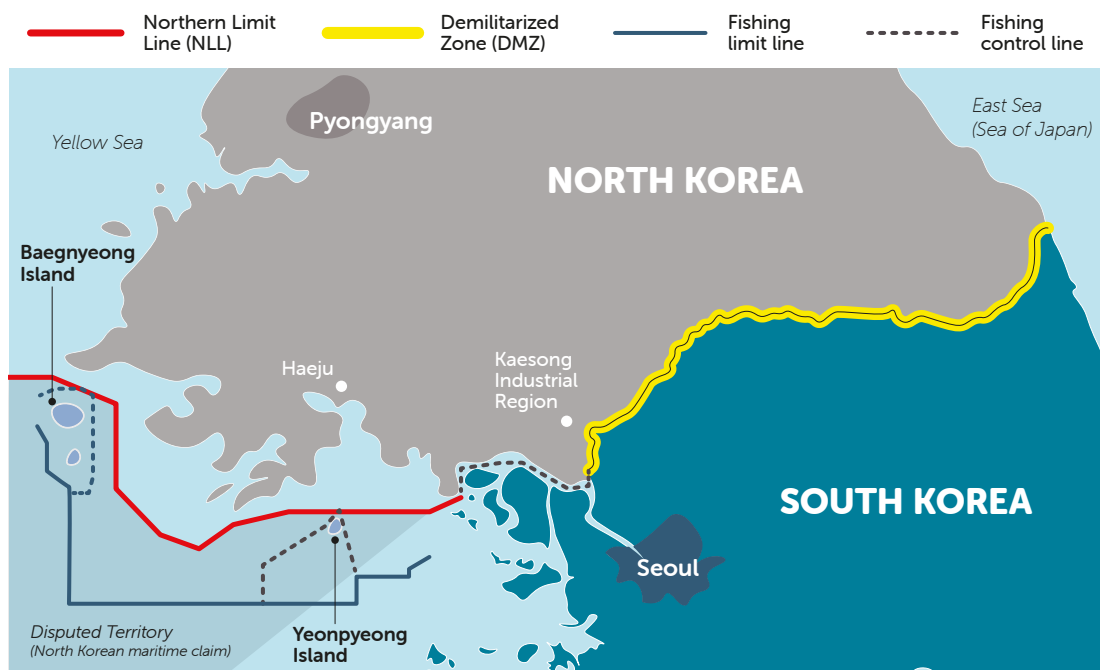 Northern Limit
Line (NLL)
Demilitarized
Zone (DMZ)
Fishing
limit line
Fishing
control line
Yellow Sea
Pyongyang
East Sea
(Sea of Japan)
NORTH KOREA
Baegnyeong
Island
Haeju
Kaesong
Industrial
Region
SOUTH KOREA
Seoul
Disputed Territory
(North Korean maritime claim)
Yeonpyeong
Island